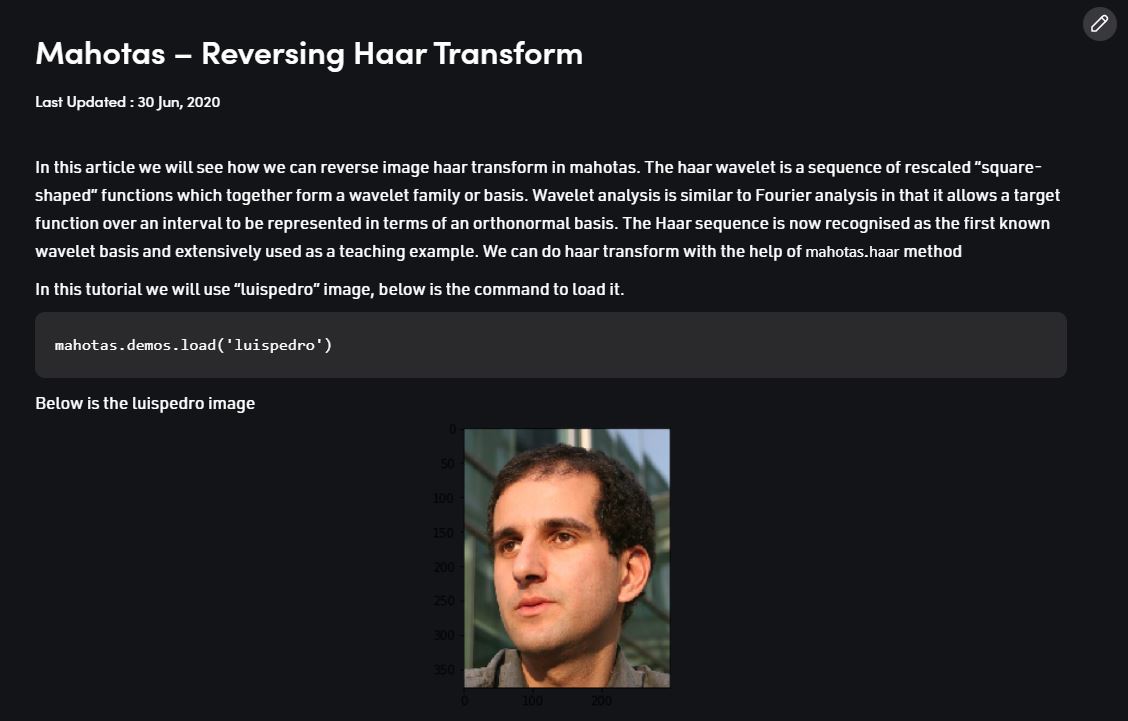 Mahotas – Reversing Haar Transform
Last Updated : 30 Jun, 2020
In this article we will see how we can reverse image haar transform in mahotas. The haar wavelet is a sequence of rescaled “square-
shaped” functions which together form a wavelet family or basis. Wavelet analysis is similar to Fourier analysis in that it allows a target
function over an interval to be represented in terms of an orthonormal basis. The Haar sequence is now recognised as the first known
wavelet basis and extensively used as a teaching example. We can do haar transform with the help of mahotas.haar method
In this tutorial we will use “luispedro” image, below is the command to load it.
mahotas.demos.load('luispedro')
Below is the luispedro image
0
50
100
150
200
250
300
350
0 100 200